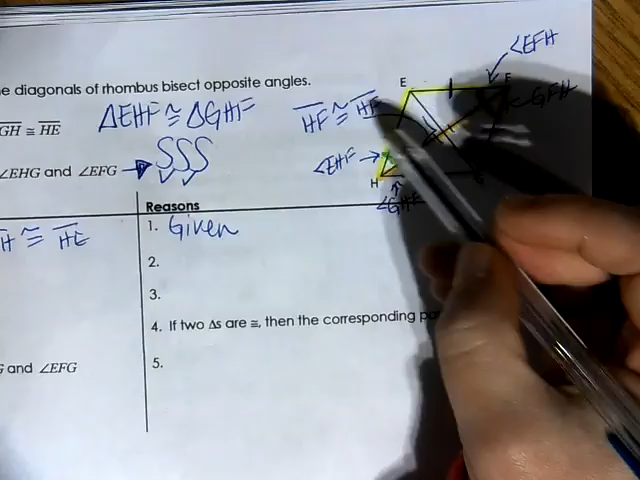 e diagonals of rhombus bisect opposite angles.
∠EFH
E F
GH ≅ HE ΔEHF ≅ ΔGHF HF ≅ HF ∠GFH
∠EHG and ∠EFG SSS ∠EHF
H
∠GHF
Reasons
H ≅ HE 1. Given
2.
3.
4. If two Δs are ≅, then the corresponding pa
and ∠EFG 5.